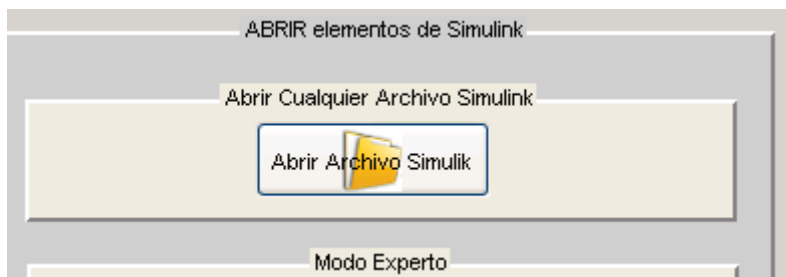 ABRIR elementos de Simulink
Abrir Cualquier Archivo Simulink
Abrir Archivo Simulik
Modo Experto